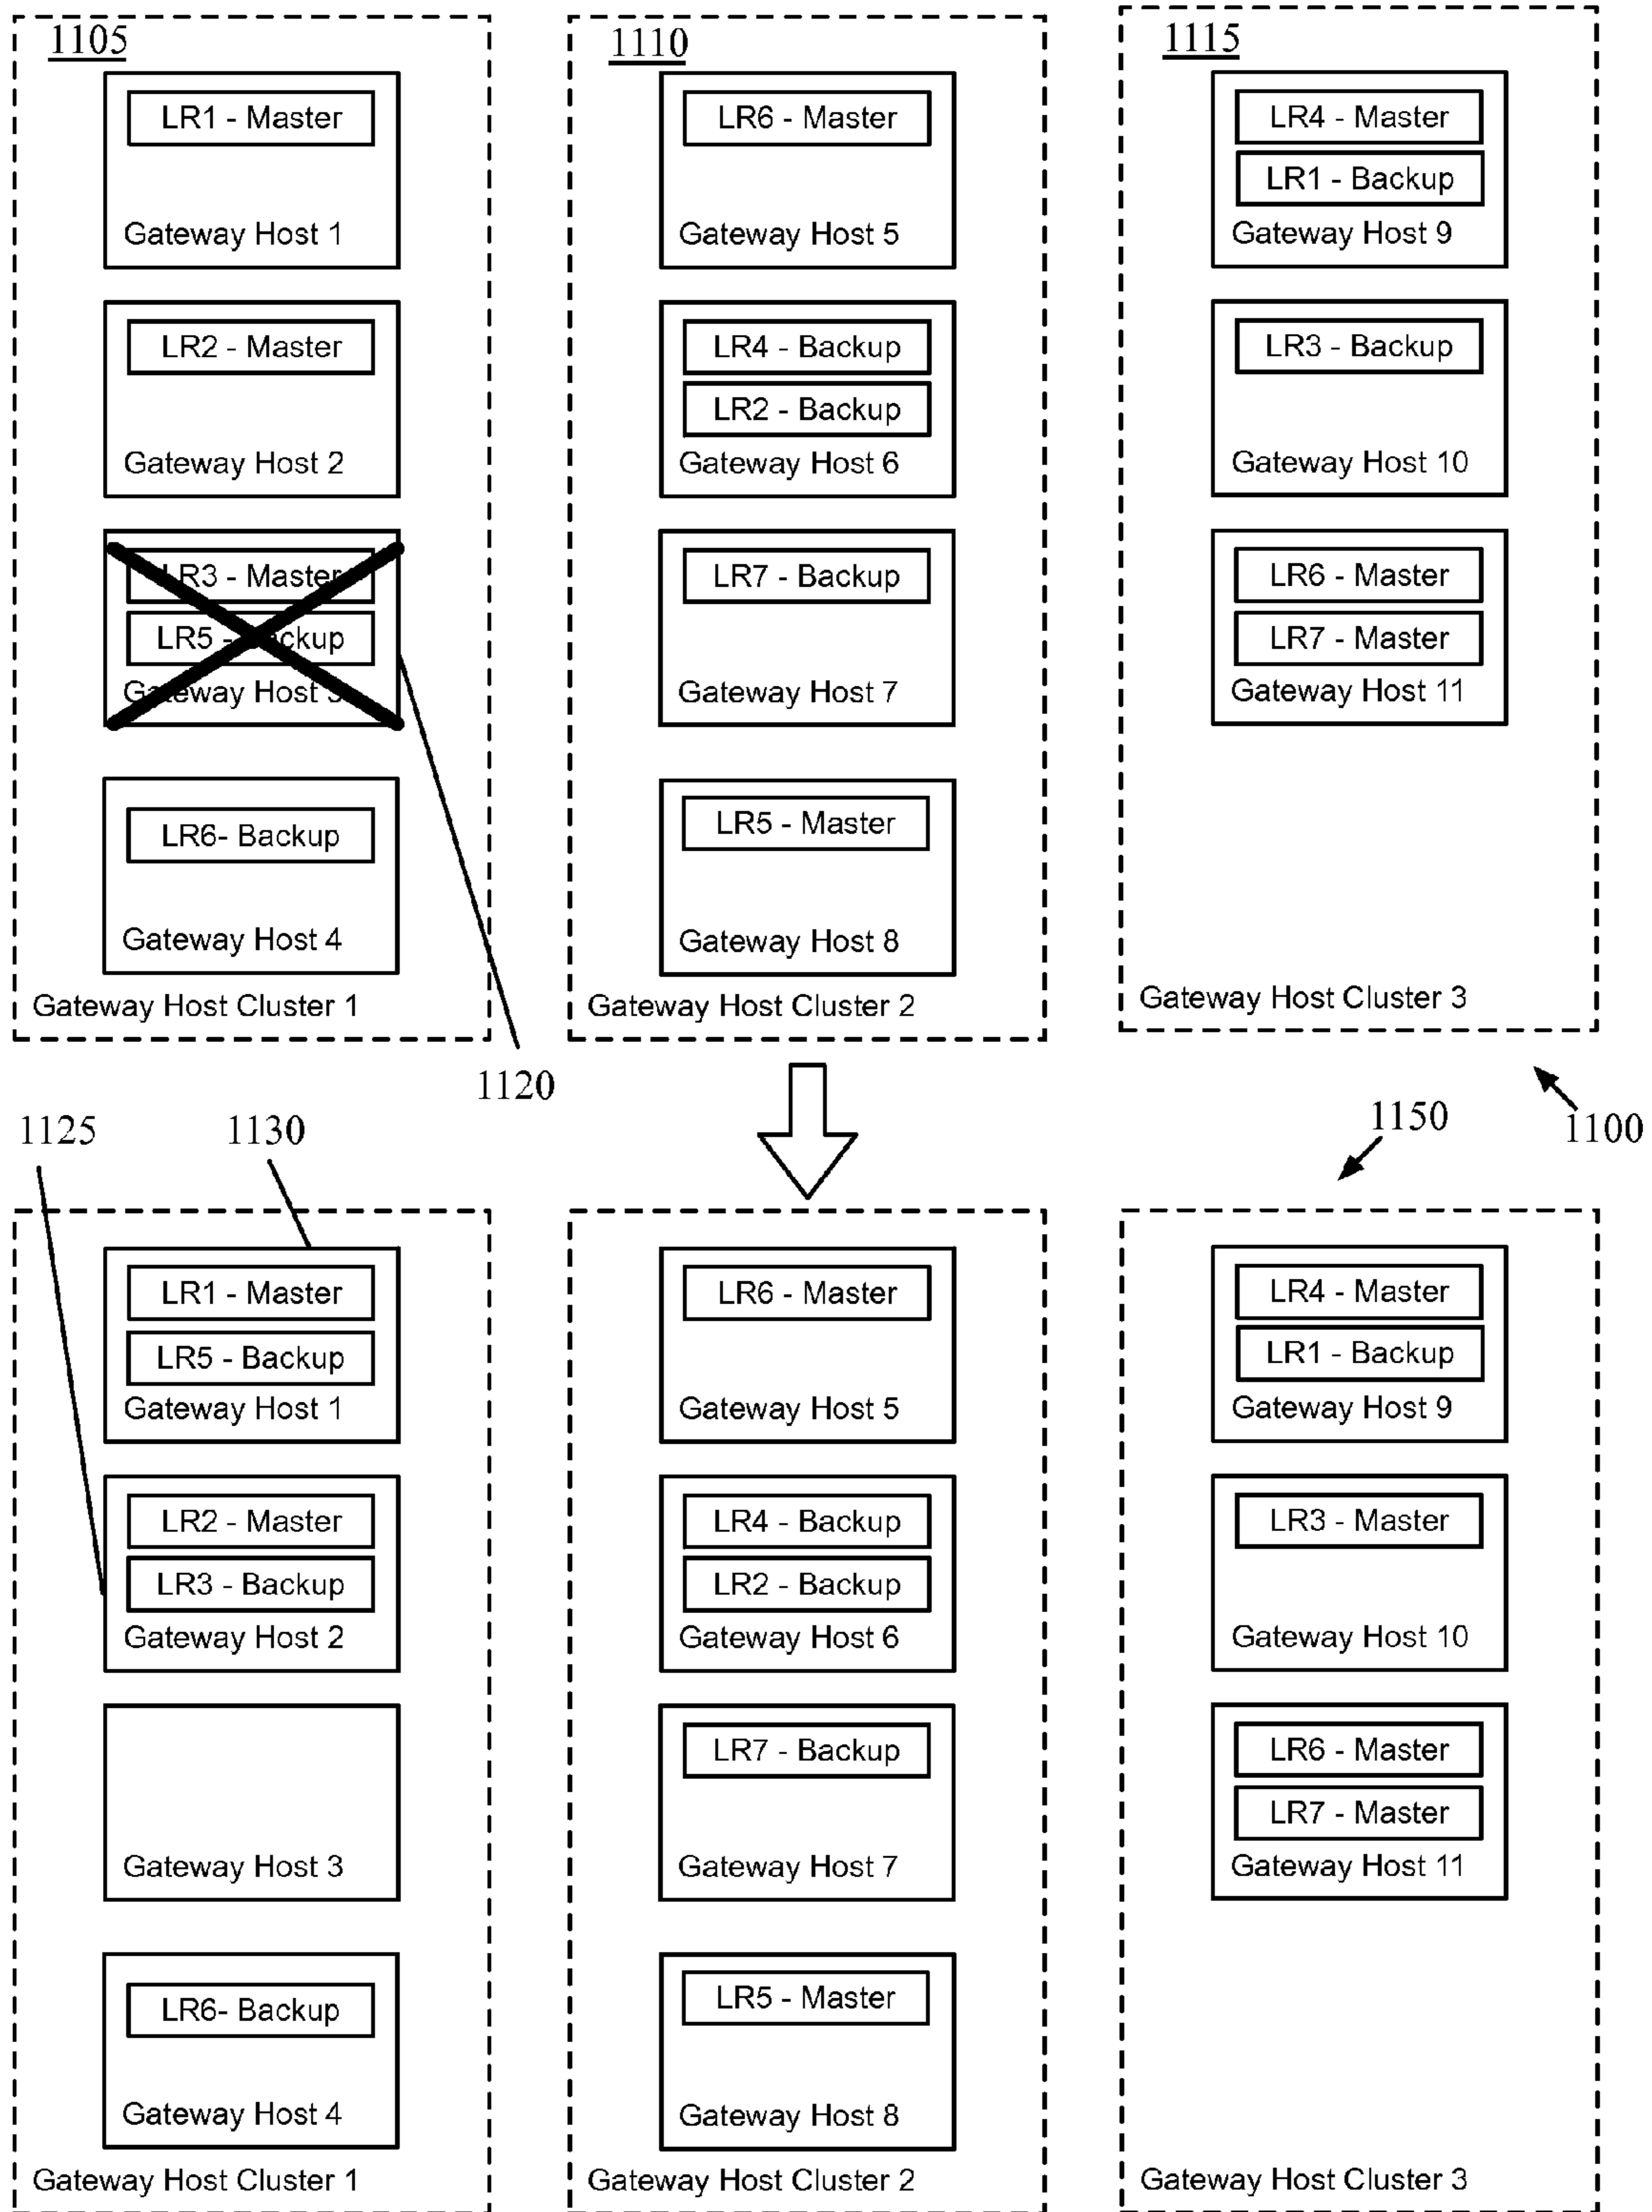 1105
LR1 - Master
Gateway Host 1
LR2 - Master
Gateway Host 2
LR3 - Master
LR5 - Backup
Gateway Host 3
LR6- Backup
Gateway Host 4
Gateway Host Cluster 1
1110
LR6 - Master
Gateway Host 5
LR4 - Backup
LR2 - Backup
Gateway Host 6
LR7 - Backup
Gateway Host 7
LR5 - Master
Gateway Host 8
Gateway Host Cluster 2
1115
LR4 - Master
LR1 - Backup
Gateway Host 9
LR3 - Backup
Gateway Host 10
LR6 - Master
LR7 - Master
Gateway Host 11
Gateway Host Cluster 3
1120
1100
1125
1130
1150
LR1 - Master
LR5 - Backup
Gateway Host 1
LR2 - Master
LR3 - Backup
Gateway Host 2
Gateway Host 3
LR6- Backup
Gateway Host 4
Gateway Host Cluster 1
LR6 - Master
Gateway Host 5
LR4 - Backup
LR2 - Backup
Gateway Host 6
LR7 - Backup
Gateway Host 7
LR5 - Master
Gateway Host 8
Gateway Host Cluster 2
LR4 - Master
LR1 - Backup
Gateway Host 9
LR3 - Master
Gateway Host 10
LR6 - Master
LR7 - Master
Gateway Host 11
Gateway Host Cluster 3